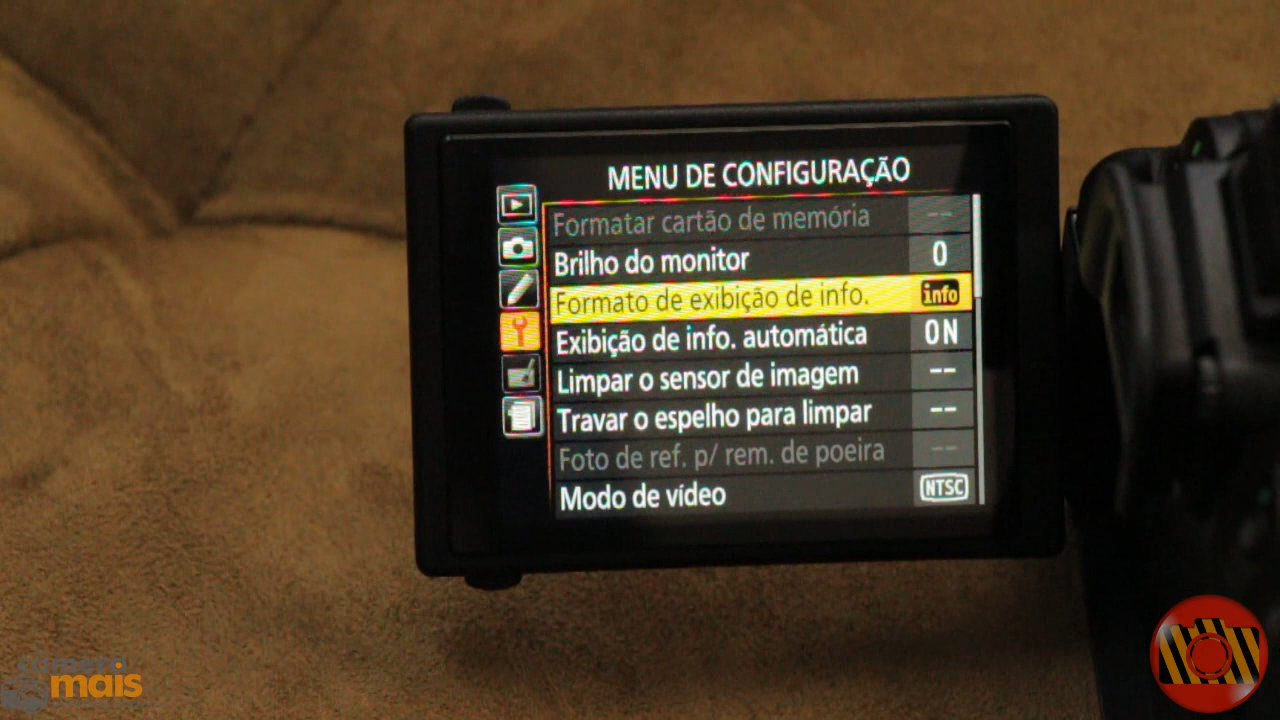 MENU DE CONFIGURAÇÃO
Formatar cartão de memória --
Brilho do monitor 0
Formato de exibição de info. info
Exibição de info. automática ON
Limpar o sensor de imagem --
Travar o espelho para limpar --
Foto de ref. p/ rem. de poeira --
Modo de vídeo NTSC
câmera
mais